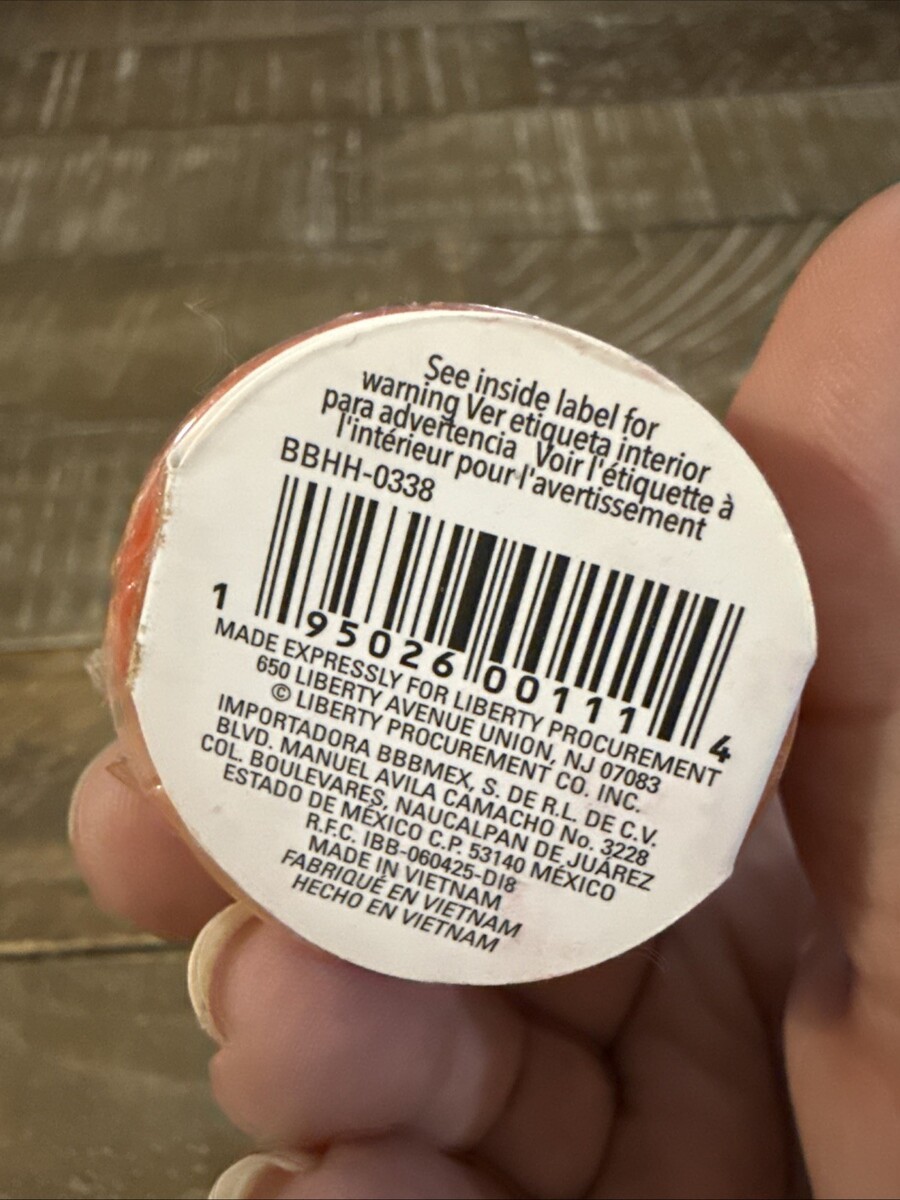 See inside label for
warning Ver etiqueta interior
para advertencia Voir l'étiquette à
l'intérieur pour l'avertissement
BBHH-0338
1 95026 00111 4
MADE EXPRESSLY FOR LIBERTY PROCUREMENT
650 LIBERTY AVENUE UNION, NJ 07083
© LIBERTY PROCUREMENT CO. INC.
IMPORTADORA BBBMEX, S. DE R.L. DE C.V.
BLVD. MANUEL AVILA CAMACHO No. 3228
COL. BOULEVARES, NAUCALPAN DE JUÁREZ
ESTADO DE MÉXICO C.P. 53140 MÉXICO
R.F.C. IBB-060425-DI8
MADE IN VIETNAM
FABRIQUÉ EN VIETNAM
HECHO EN VIETNAM